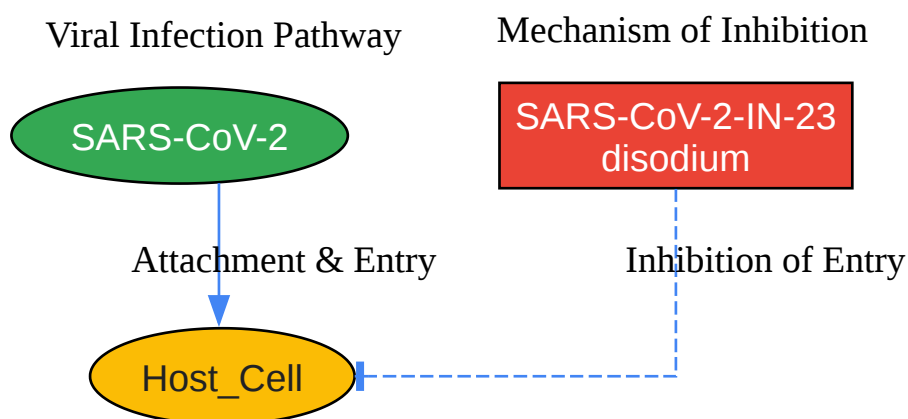 Viral Infection Pathway
Mechanism of Inhibition
SARS-CoV-2
SARS-CoV-2-IN-23
disodium
Attachment & Entry
Inhibition of Entry
Host_Cell